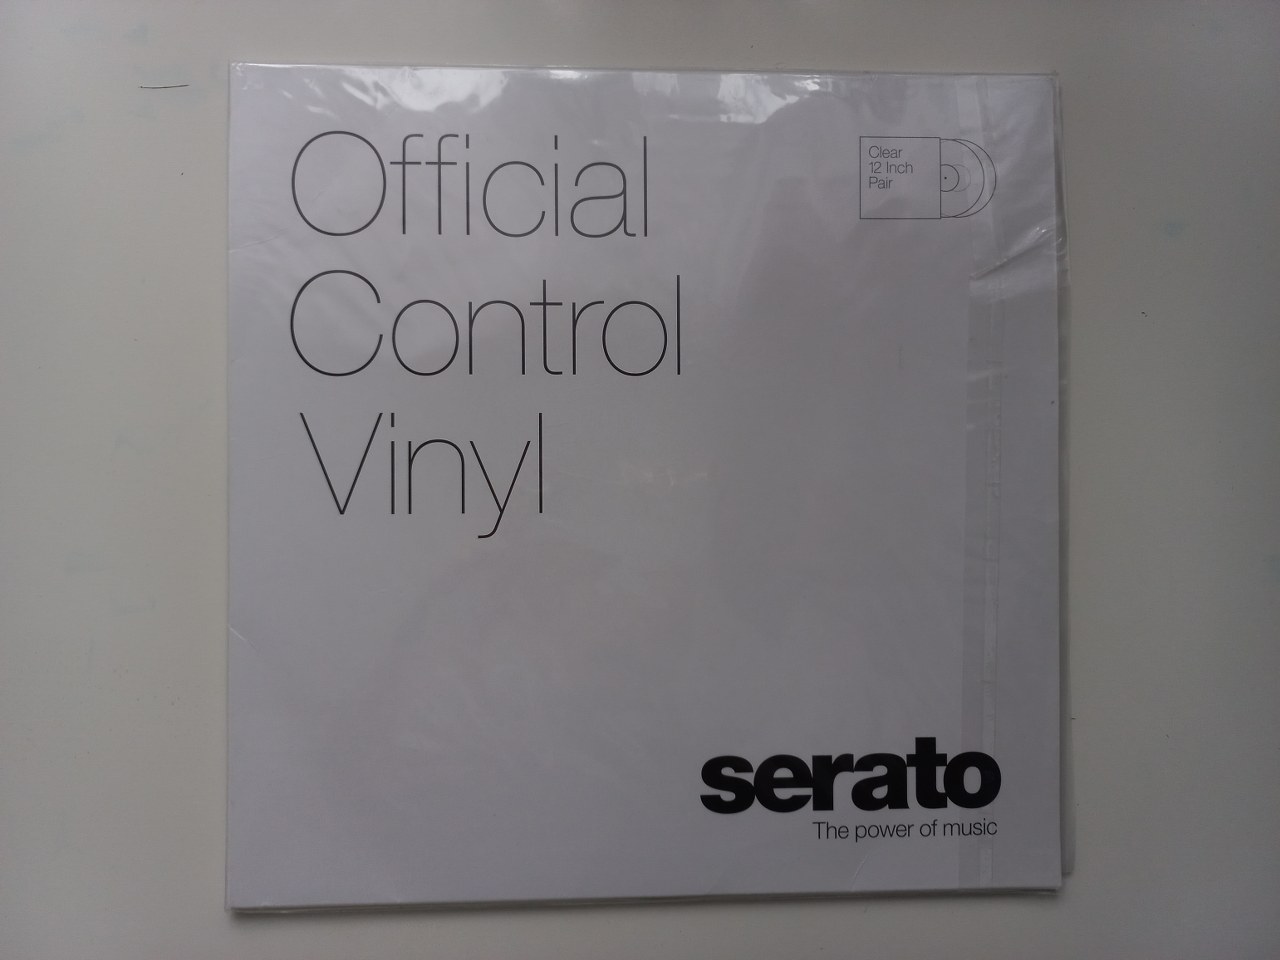 Official
Control
Vinyl
Clear
12 Inch
Pair
serato
The power of music